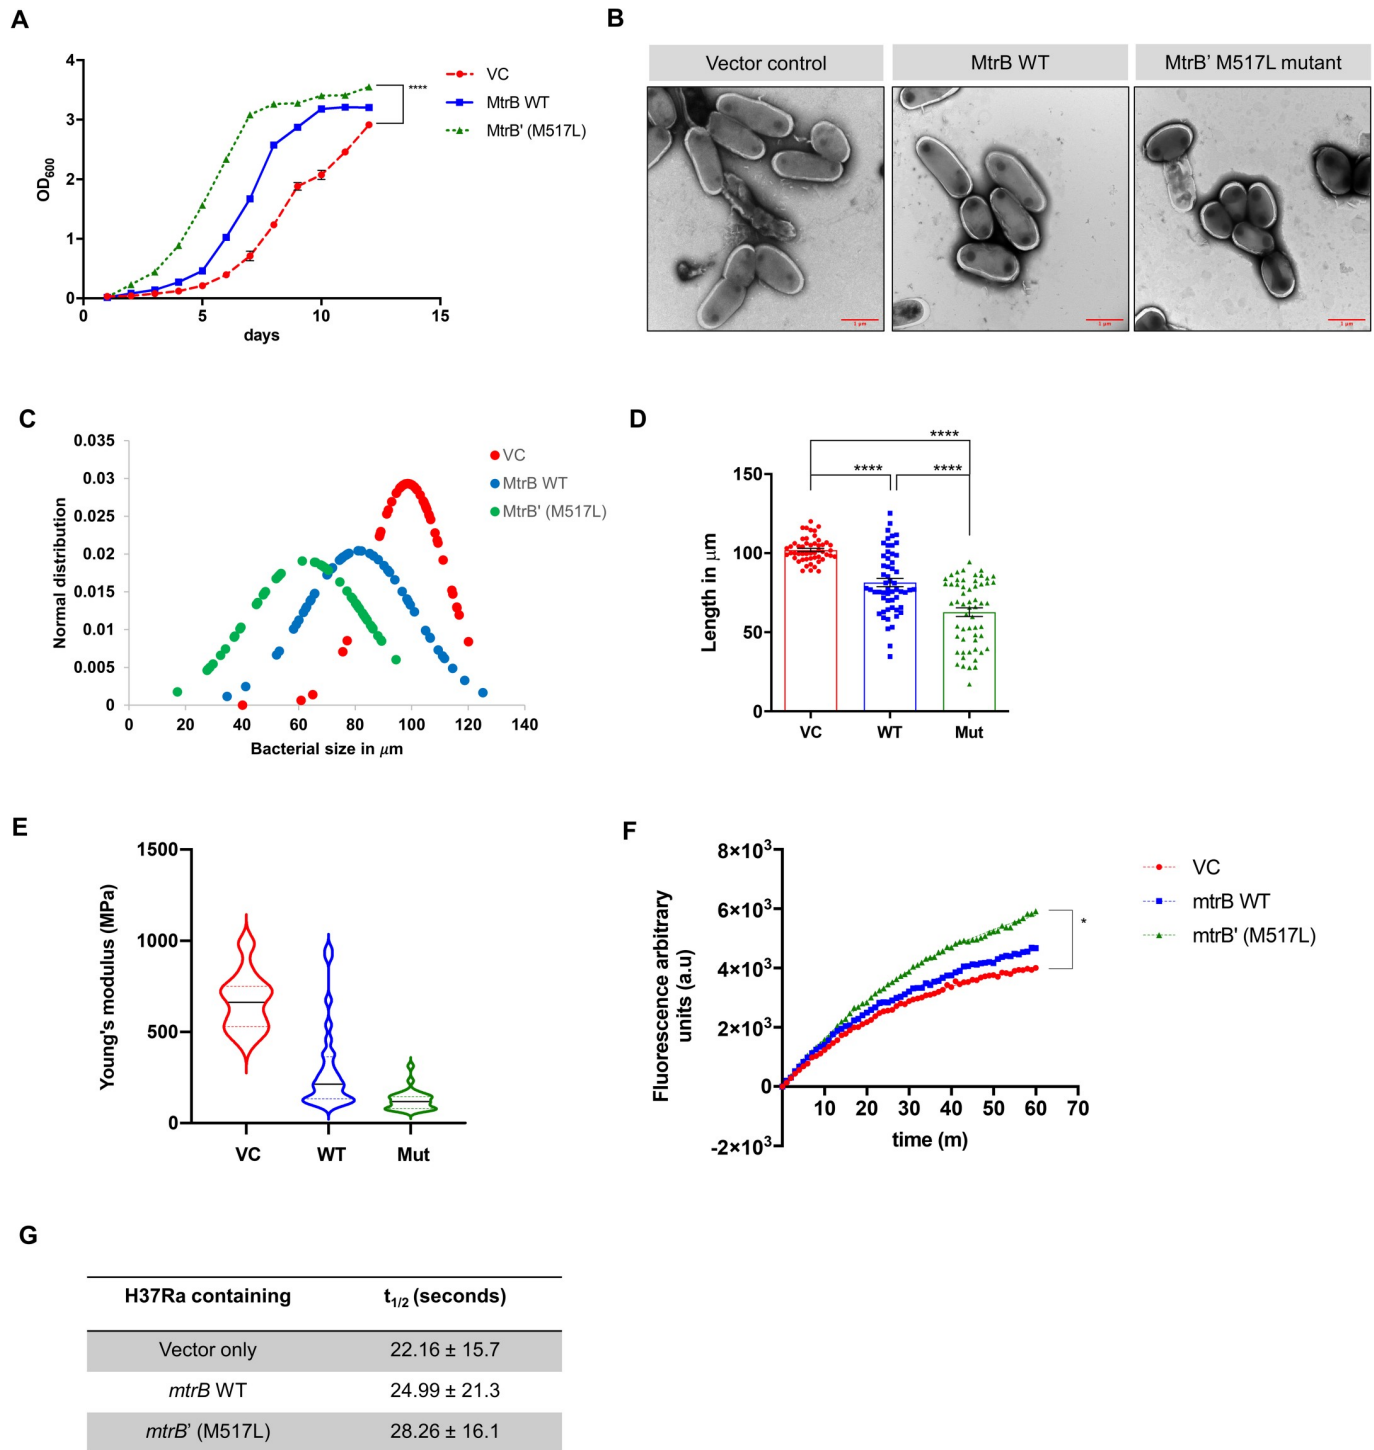 A
4
3
2
1
0
OD600
0
5
10
15
days
VC
MtrB WT
MtrB' (M517L)
****
B
Vector control
MtrB WT
MtrB' M517L mutant
1 µm
1 µm
1 µm
C
0.035
0.03
0.025
0.02
0.015
0.01
0.005
0
Normal distribution
0
20
40
60
80
100
120
140
Bacterial size in µm
VC
MtrB WT
MtrB' (M517L)
D
****
****
****
150
100
50
0
Length in µm
VC
WT
Mut
E
1500
1000
500
0
Young's modulus (MPa)
VC
WT
Mut
F
8×10³
6×10³
4×10³
2×10³
0
-2×10³
Fluorescence arbitrary
units (a.u)
10
20
30
40
50
60
70
time (m)
VC
mtrB WT
mtrB' (M517L)
*
G
H37Ra containing t1/2 (seconds)
Vector only 22.16 ± 15.7
mtrB WT 24.99 ± 21.3
mtrB’ (M517L) 28.26 ± 16.1